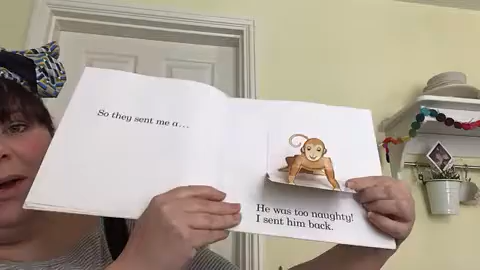 So they sent me a...
He was too naughty!
I sent him back.